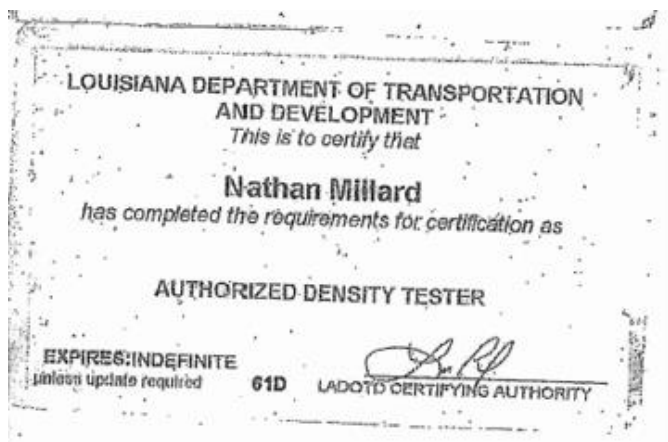 LOUISIANA DEPARTMENT OF TRANSPORTATION
AND DEVELOPMENT
This is to certify that
Nathan Millard
has completed the requirements for certification as
AUTHORIZED DENSITY TESTER
EXPIRES:INDEFINITE
unless update required 61D
LADOTD CERTIFYING AUTHORITY